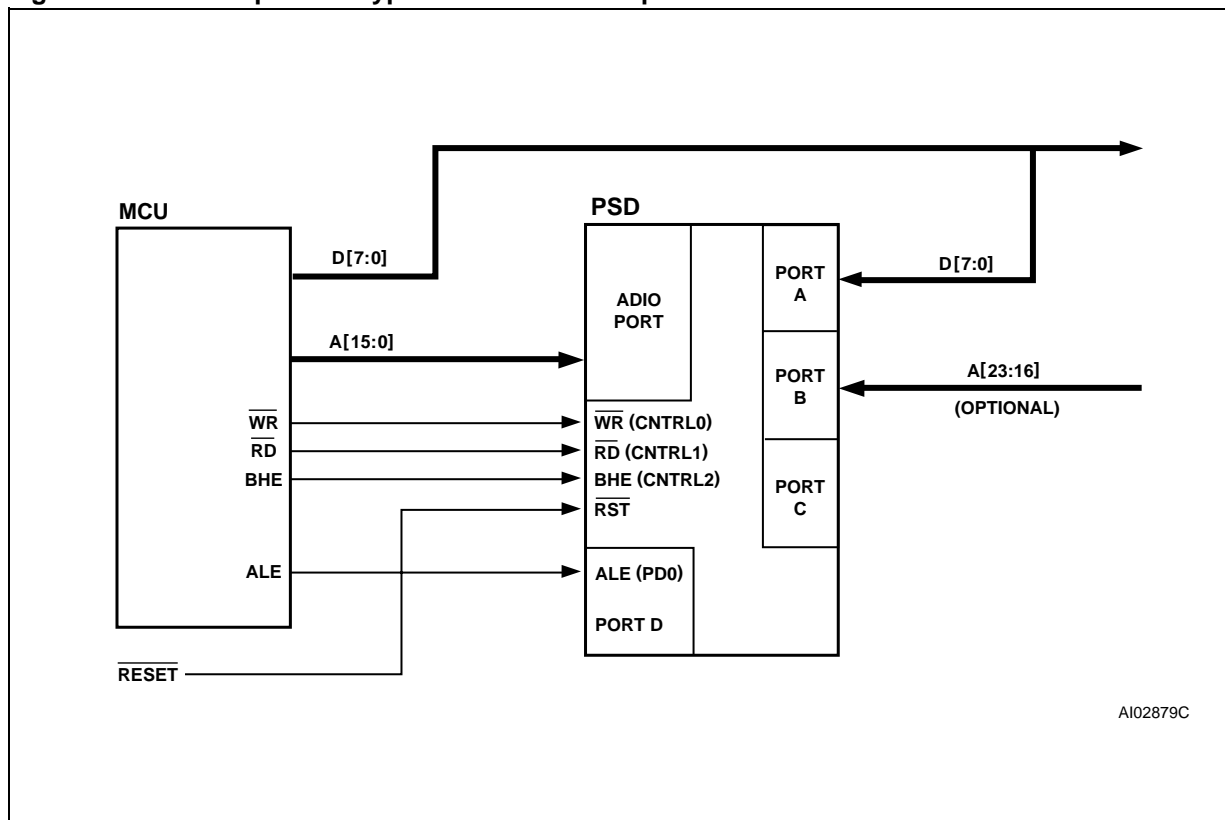 MCU
PSD
D[7:0]
D[7:0]
PORT
A
ADIO
PORT
A[15:0]
A[23:16]
(OPTIONAL)
PORT
B
WR
WR (CNTRL0)
RD
RD (CNTRL1)
BHE
BHE (CNTRL2)
RST
PORT
C
ALE
ALE (PD0)
PORT D
RESET
AI02879C